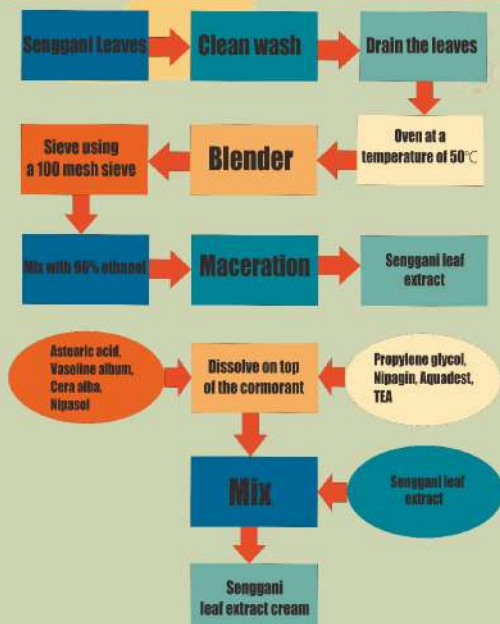 Senggani Leaves
Clean wash
Drain the leaves
Oven at a
temperature of 50°C
Blender
Sieve using
a 100 mesh sieve
Mix with 96% ethanol
Maceration
Senggani leaf
extract
Astearic acid,
Vaseline album,
Cera alba,
Nipasol
Dissolve on top
of the cormorant
Propylene glycol,
Nipagin, Aquadest,
TEA
Mix
Senggani leaf
extract
Senggani
leaf extract cream